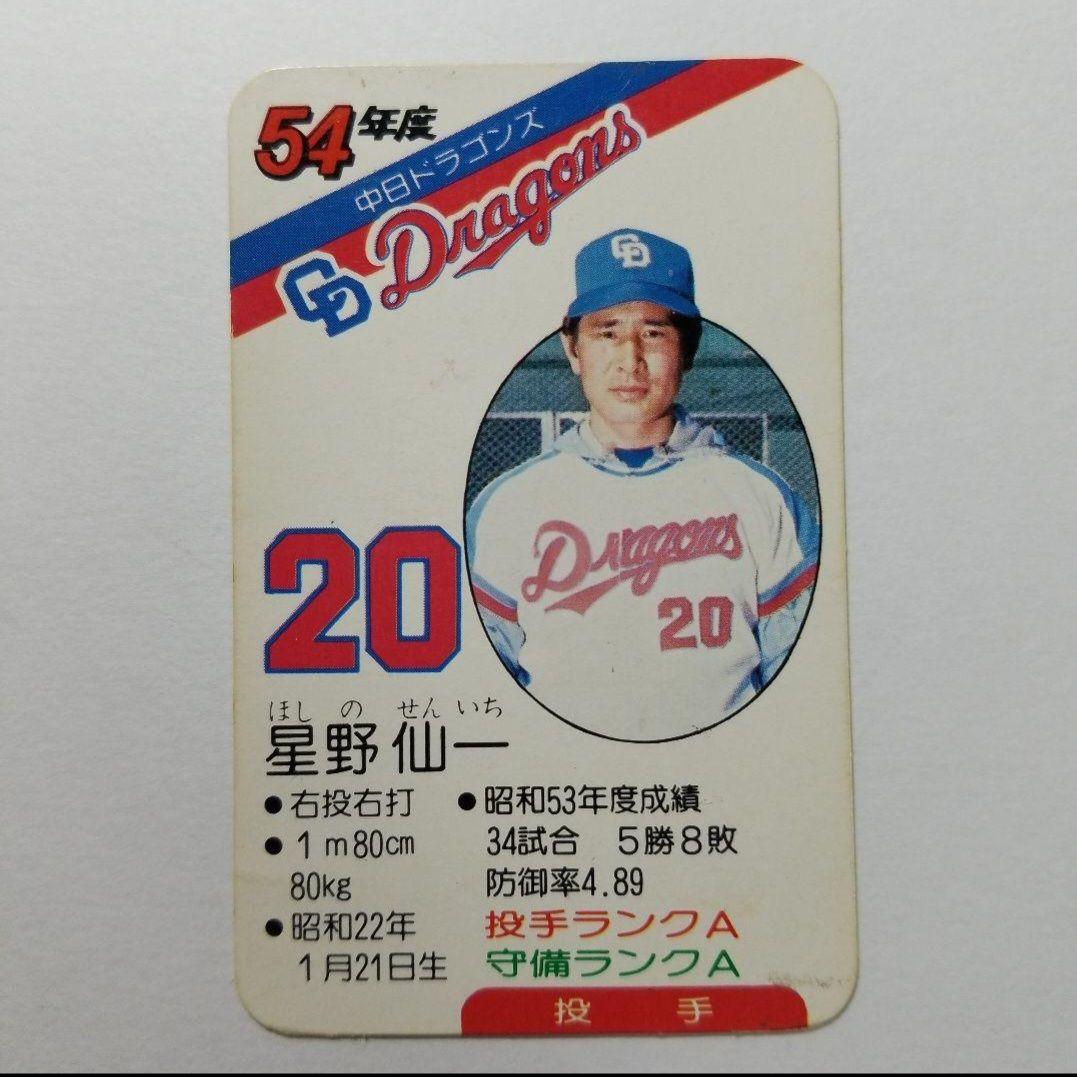 54年度
中日ドラゴンズ
Dragons
CD
CD
Dragons
20
20
ほしの せんいち
星野仙一
●右投右打
●1m80cm
80kg
●昭和22年
1月21日生
●昭和53年度成績
34試合 5勝8敗
防御率4.89
投手ランクA
守備ランクA
投手